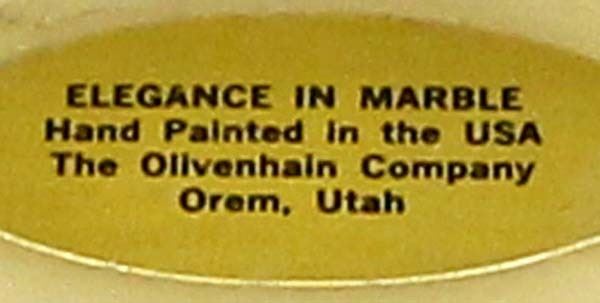 ELEGANCE IN MARBLE
Hand Painted in the USA
The Olivenhain Company
Orem, Utah